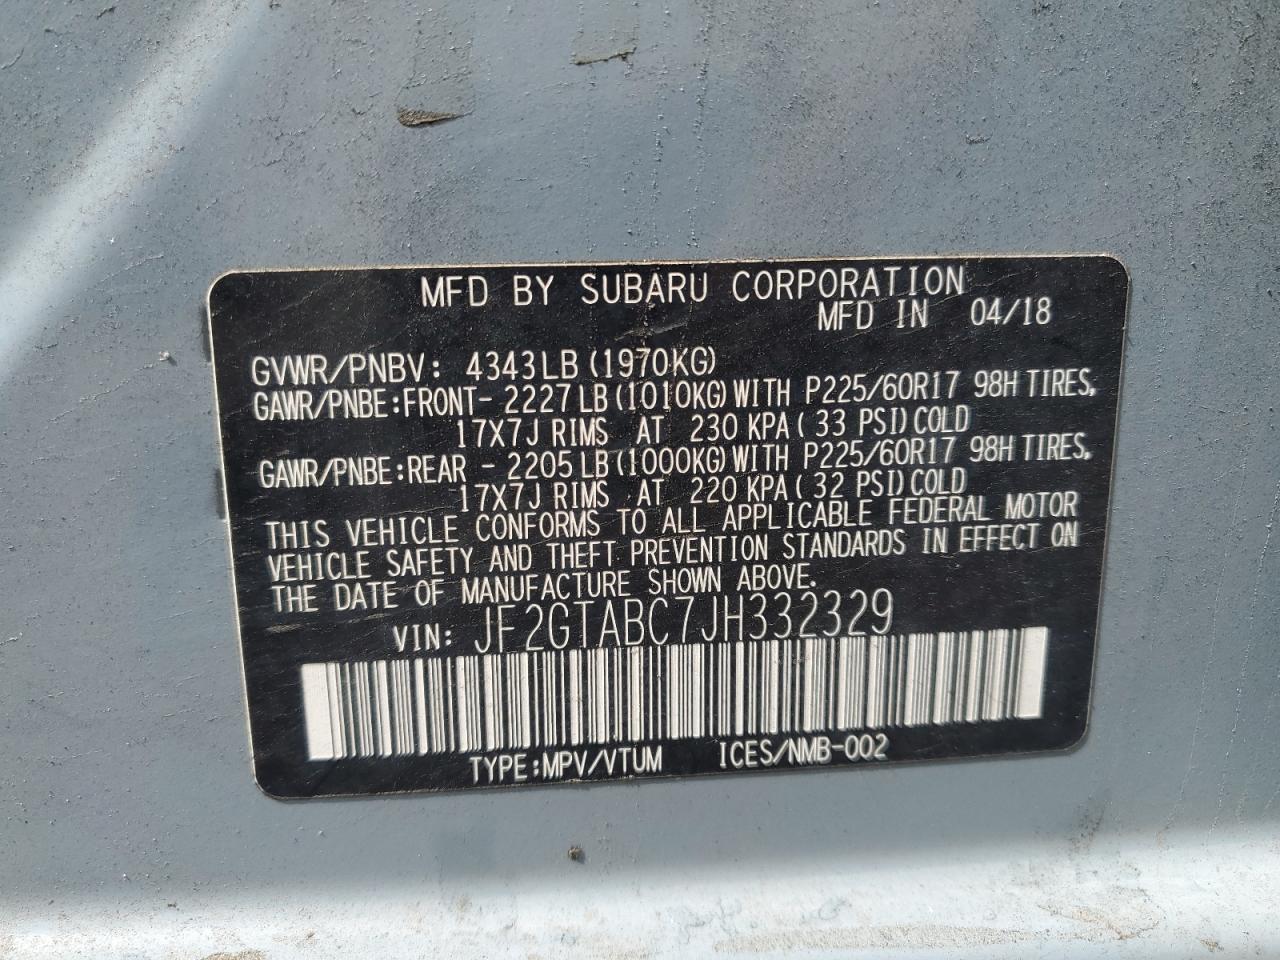 MFD BY SUBARU CORPORATION
MFD IN 04/18
GVWR/PNBV: 4343LB (1970KG)
GAWR/PNBE:FRONT- 2227LB (1010KG) WITH P225/60R17 98H TIRES,
17X7J RIMS AT 230 KPA( 33 PSI)COLD
GAWR/PNBE:REAR - 2205LB (1000KG) WITH P225/60R17 98H TIRES,
17X7J RIMS AT 220 KPA( 32 PSI)COLD
THIS VEHICLE CONFORMS TO ALL APPLICABLE FEDERAL MOTOR
VEHICLE SAFETY AND THEFT PREVENTION STANDARDS IN EFFECT ON
THE DATE OF MANUFACTURE SHOWN ABOVE.
VIN: JF2GTABC7JH332329
TYPE:MPV/VTUM ICES/NMB-002